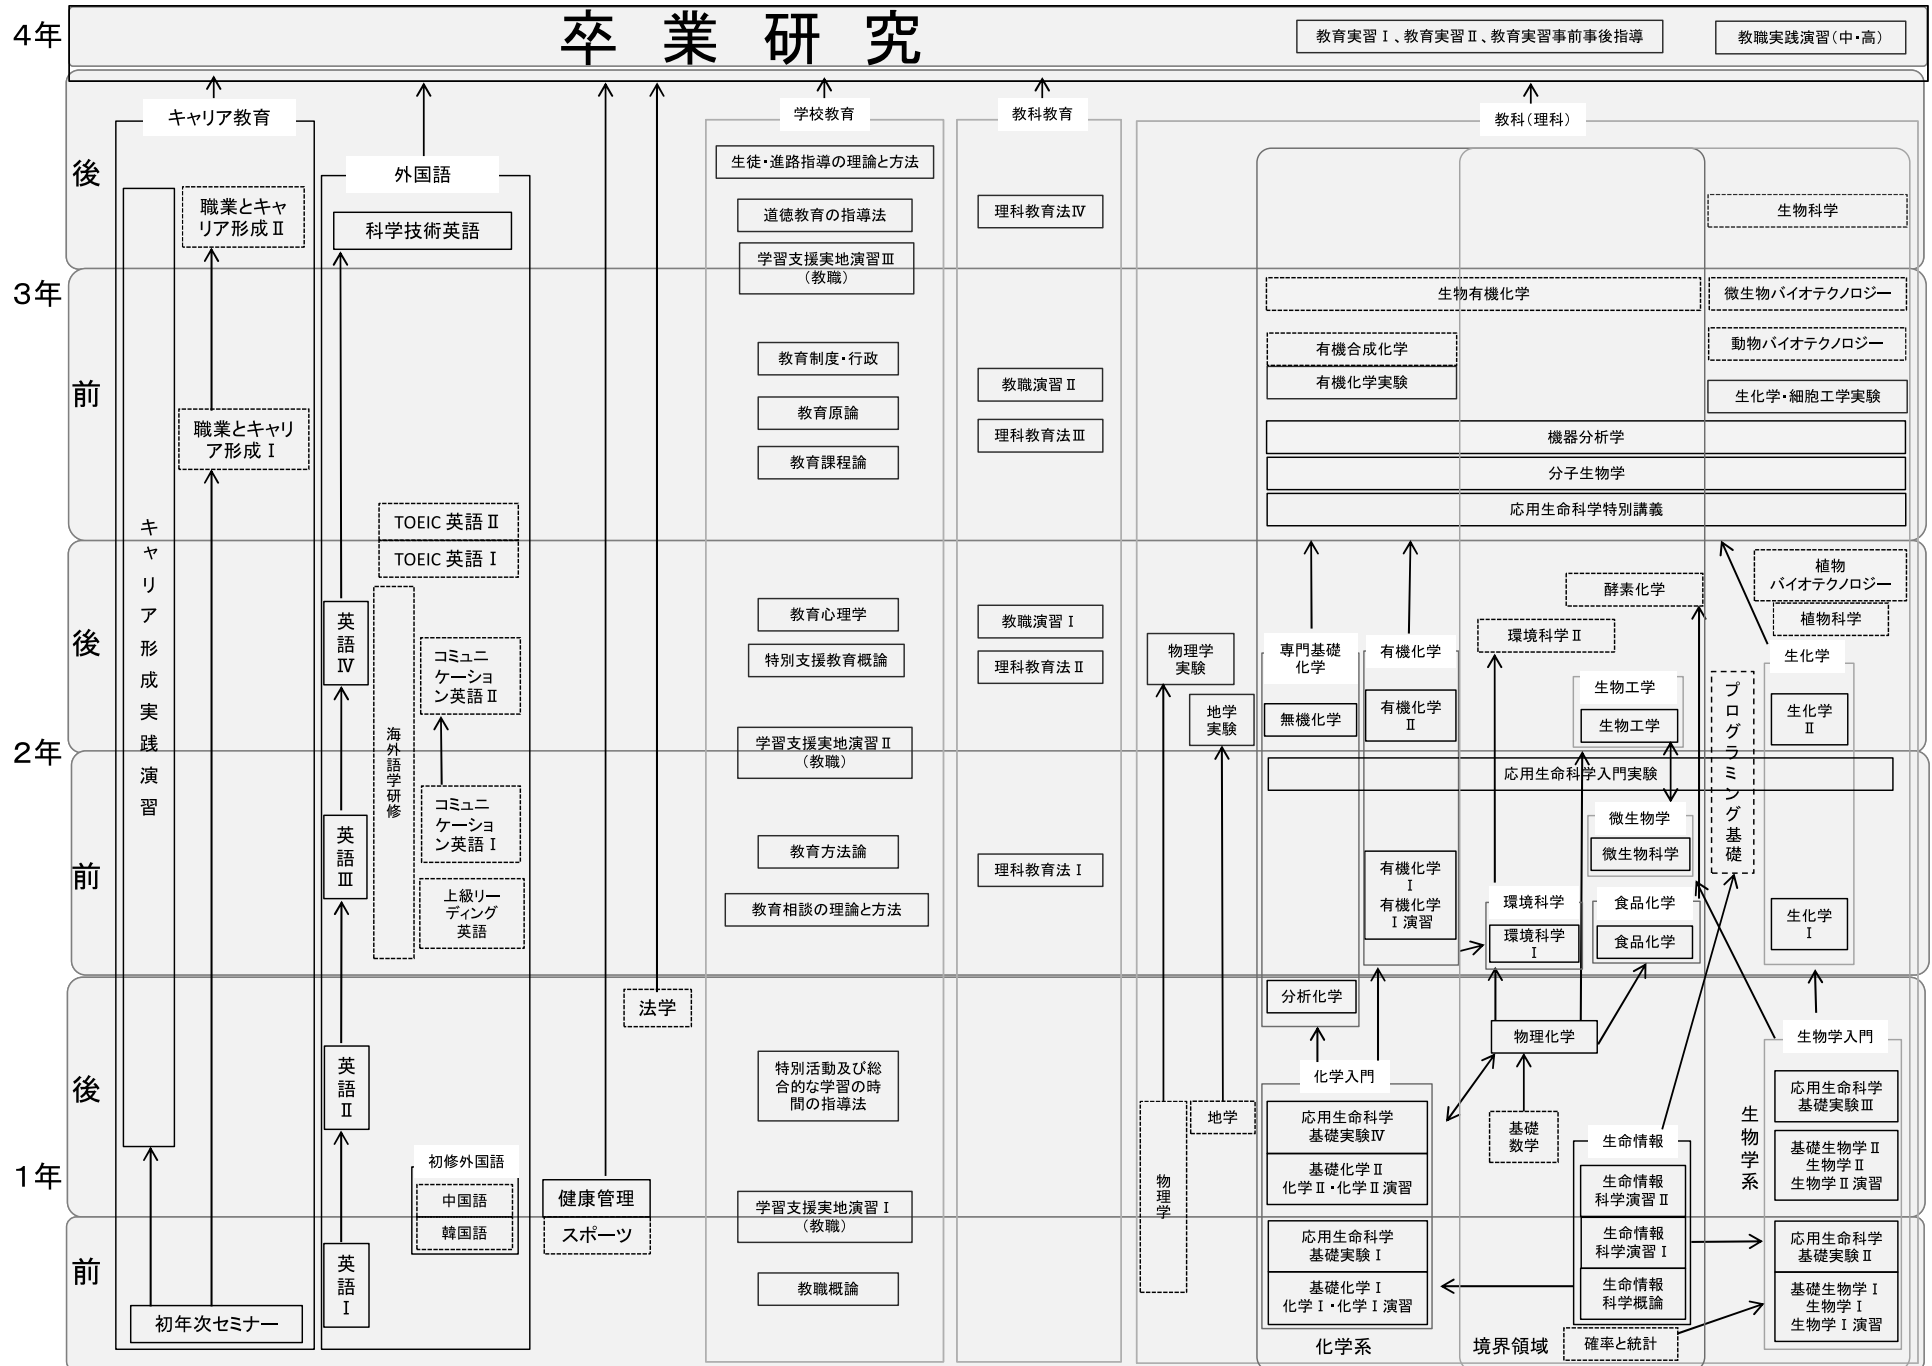 4年
卒業研究
教育実習Ⅰ、教育実習Ⅱ、教育実習事前事後指導
教職実践演習(中・高)
後
3年
前
後
2年
前
後
1年
前
キャリア教育
職業とキャ
リア形成Ⅱ
職業とキャリ
ア形成Ⅰ
キャリア形成実践演習
初年次セミナー
外国語
科学技術英語
TOEIC 英語Ⅱ
TOEIC 英語Ⅰ
英語Ⅳ
海外語学研修
コミュニ
ケーショ
ン英語Ⅱ
コミュニ
ケーショ
ン英語Ⅰ
英語Ⅲ
上級リー
ディング
英語
英語Ⅱ
初修外国語
中国語
韓国語
英語Ⅰ
法学
健康管理
スポーツ
学校教育
生徒・進路指導の理論と方法
道徳教育の指導法
学習支援実地演習Ⅲ
(教職)
教育制度・行政
教育原論
教育課程論
教育心理学
特別支援教育概論
学習支援実地演習Ⅱ
(教職)
教育方法論
教育相談の理論と方法
特別活動及び総
合的な学習の時
間の指導法
学習支援実地演習Ⅰ
(教職)
教職概論
教科教育
理科教育法Ⅳ
教職演習Ⅱ
理科教育法Ⅲ
教職演習Ⅰ
理科教育法Ⅱ
理科教育法Ⅰ
教科(理科)
生物科学
生物有機化学
微生物バイオテクノロジー
有機合成化学
動物バイオテクノロジー
有機化学実験
生化学・細胞工学実験
機器分析学
分子生物学
応用生命科学特別講義
物理学
実験
地学
実験
専門基礎
化学
無機化学
有機化学
有機化学
Ⅱ
環境科学Ⅱ
酵素化学
生物工学
生物工学
植物
バイオテクノロジー
植物科学
生化学
生化学
Ⅱ
プログラミング基礎
応用生命科学入門実験
微生物学
微生物科学
有機化学
Ⅰ
有機化学
Ⅰ演習
環境科学
環境科学
Ⅰ
食品化学
食品化学
生化学
Ⅰ
分析化学
物理化学
生物学入門
化学入門
物理学
地学
応用生命科学
基礎実験Ⅳ
基礎化学Ⅱ
化学Ⅱ・化学Ⅱ演習
応用生命科学
基礎実験Ⅰ
基礎化学Ⅰ
化学Ⅰ・化学Ⅰ演習
化学系
基礎
数学
生命情報
生命情報
科学演習Ⅱ
生命情報
科学演習Ⅰ
生命情報
科学概論
境界領域
確率と統計
生物学系
応用生命科学
基礎実験Ⅲ
基礎生物学Ⅱ
生物学Ⅱ
生物学Ⅱ演習
応用生命科学
基礎実験Ⅱ
基礎生物学Ⅰ
生物学Ⅰ
生物学Ⅰ演習